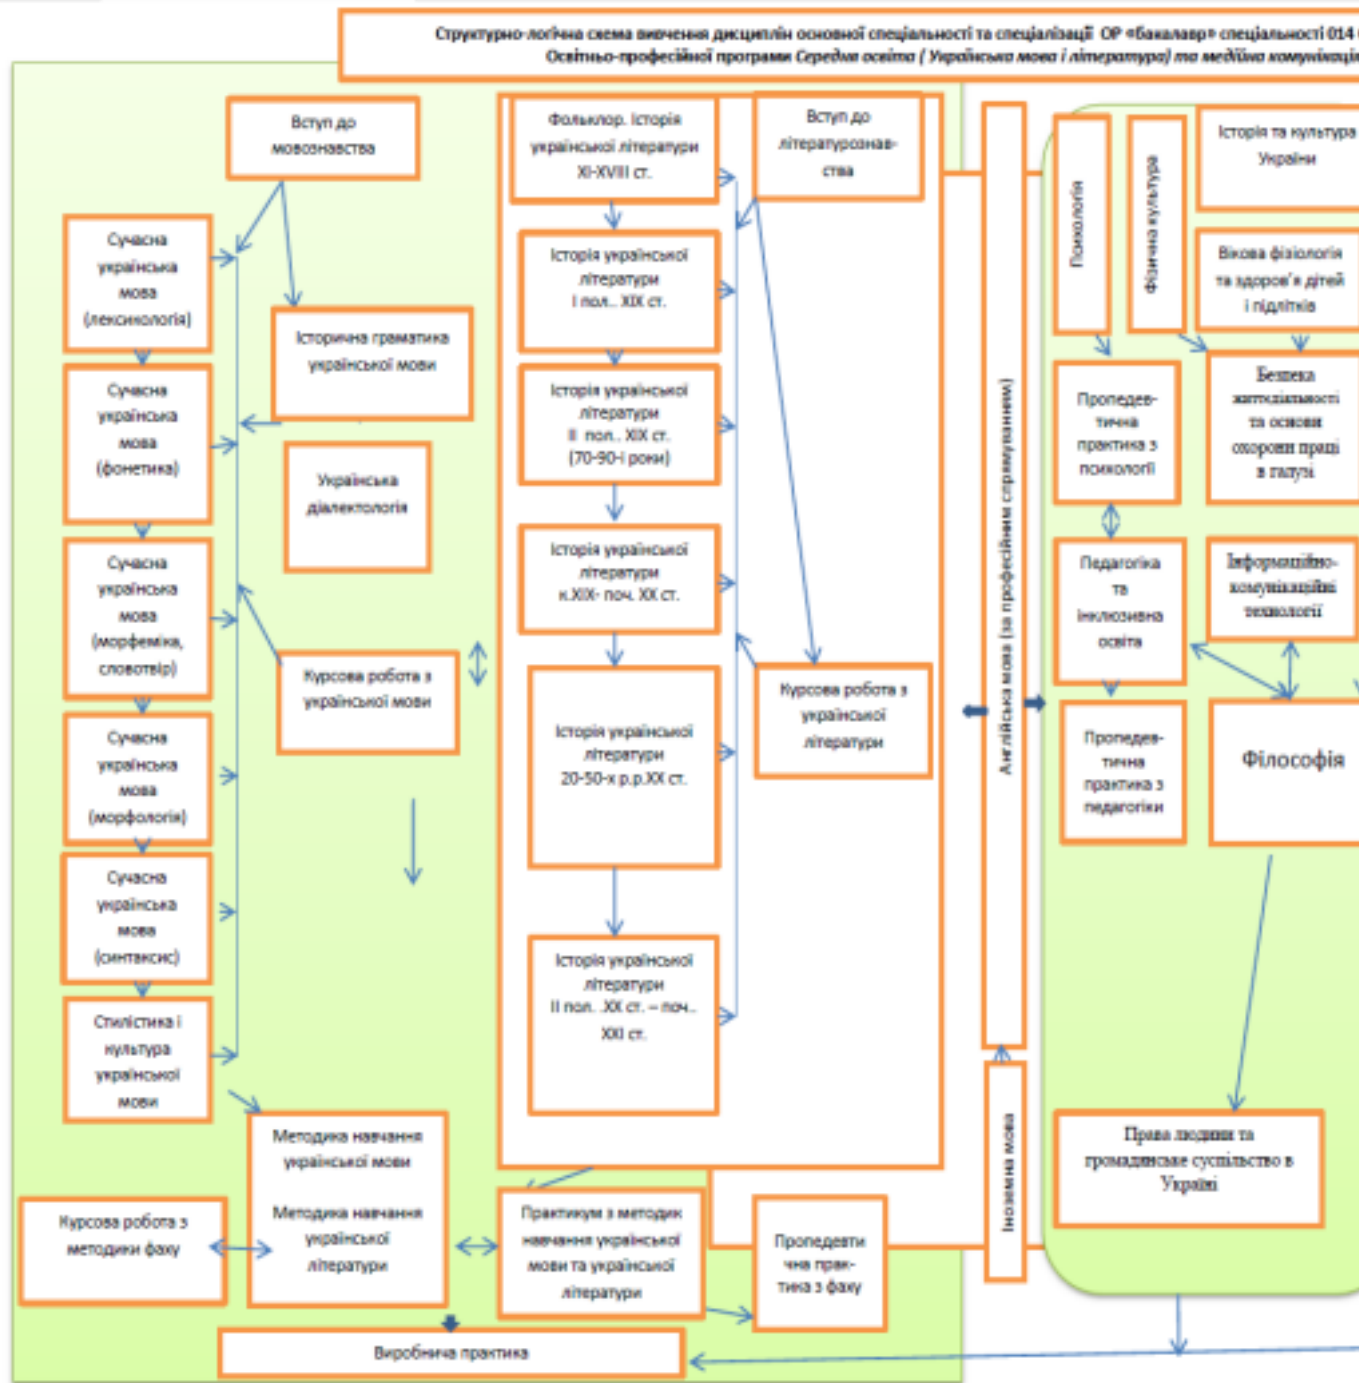 Структурно-логічна схема вивчення дисциплін основної спеціальності та спеціалізації ОР «бакалавр» спеціальності 014
Освітньо-професійної програми Середня освіта ( Українська мова і література) та медійна комунікація
Вступ до
мовознавства
Сучасна
українська
мова
(лексикологія)
Історична граматика
української мови
Сучасна
українська
мова
(фонетика)
Українська
діалектологія
Сучасна
українська
мова
(морфеміка,
словотвір)
Курсова робота з
української мови
Сучасна
українська
мова
(морфологія)
Сучасна
українська
мова
(синтаксис)
Стилістика і
культура
української
мови
Фольклор. Історія
української літератури
XI-XVIII ст.
Вступ до
літературознав-
ства
Історія української
літератури
І пол.. XIX ст.
Історія української
літератури
ІІ пол.. XIX ст.
(70-90-і роки)
Історія української
літератури
к.XIX- поч. XX ст.
Історія української
літератури
20-50-х р.р.XX ст.
Курсова робота з
української
літератури
Історія української
літератури
ІІ пол.. .XX ст. – поч..
XXI ст.
Методика навчання
української мови
Методика навчання
української
літератури
Курсова робота з
методики фаху
Практикум з методик
навчання української
мови та української
літератури
Пропедевти
чна прак-
тика з фаху
Виробнича практика
Англійська мова (за професійним спрямуванням)
Іноземна мова
Психологія
Фізична культура
Історія та культура
України
Вікова фізіологія
та здоров'я дітей
і підлітків
Пропедев-
тична
практика з
психології
Безпека
життєдіяльності
та основи
охорони праці
в галузі
Педагогіка
та
інклюзивна
освіта
Інформаційно-
комунікаційні
технології
Пропедев-
тична
практика з
педагогіки
Філософія
Права людини та
громадянське суспільство в
Україні